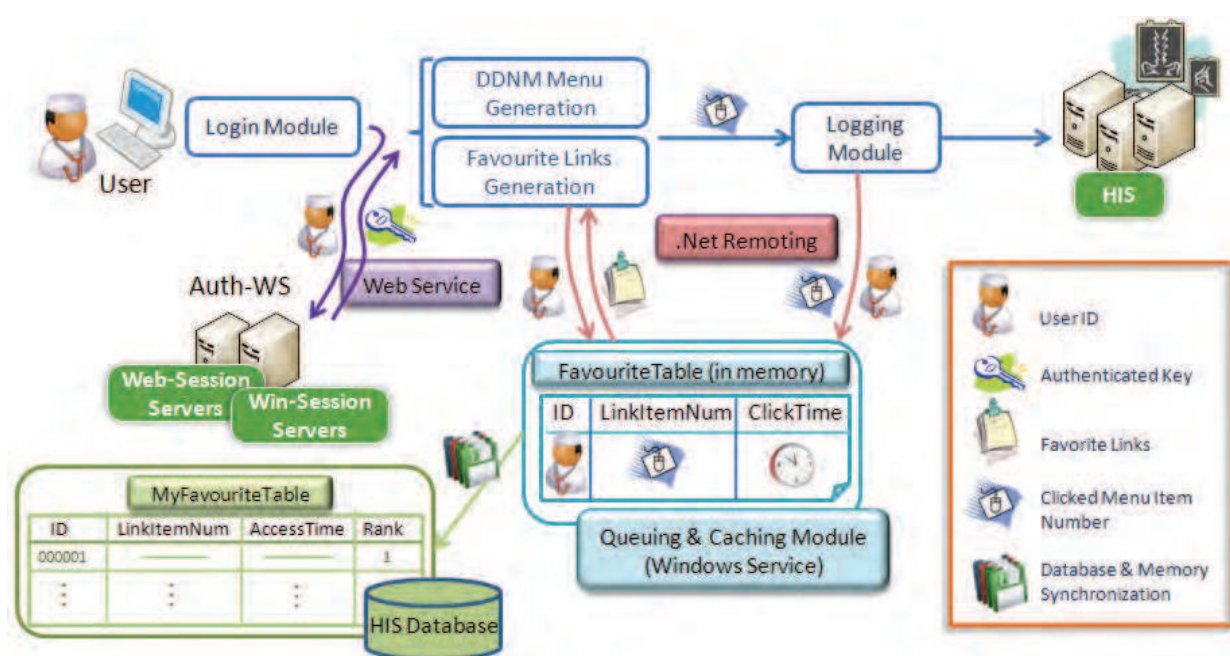 User
Login Module
DDNM Menu
Generation
Favourite Links
Generation
Logging
Module
HIS
.Net Remoting
Web Service
Auth-WS
Web-Session
Servers
Win-Session
Servers
FavouriteTable (in memory)
ID LinkItemNum ClickTime
Queuing & Caching Module
(Windows Service)
MyFavouriteTable
ID LinkItemNum AccessTime Rank
000001 1
HIS Database
User ID
Authenticated Key
Favorite Links
Clicked Menu Item
Number
Database & Memory
Synchronization